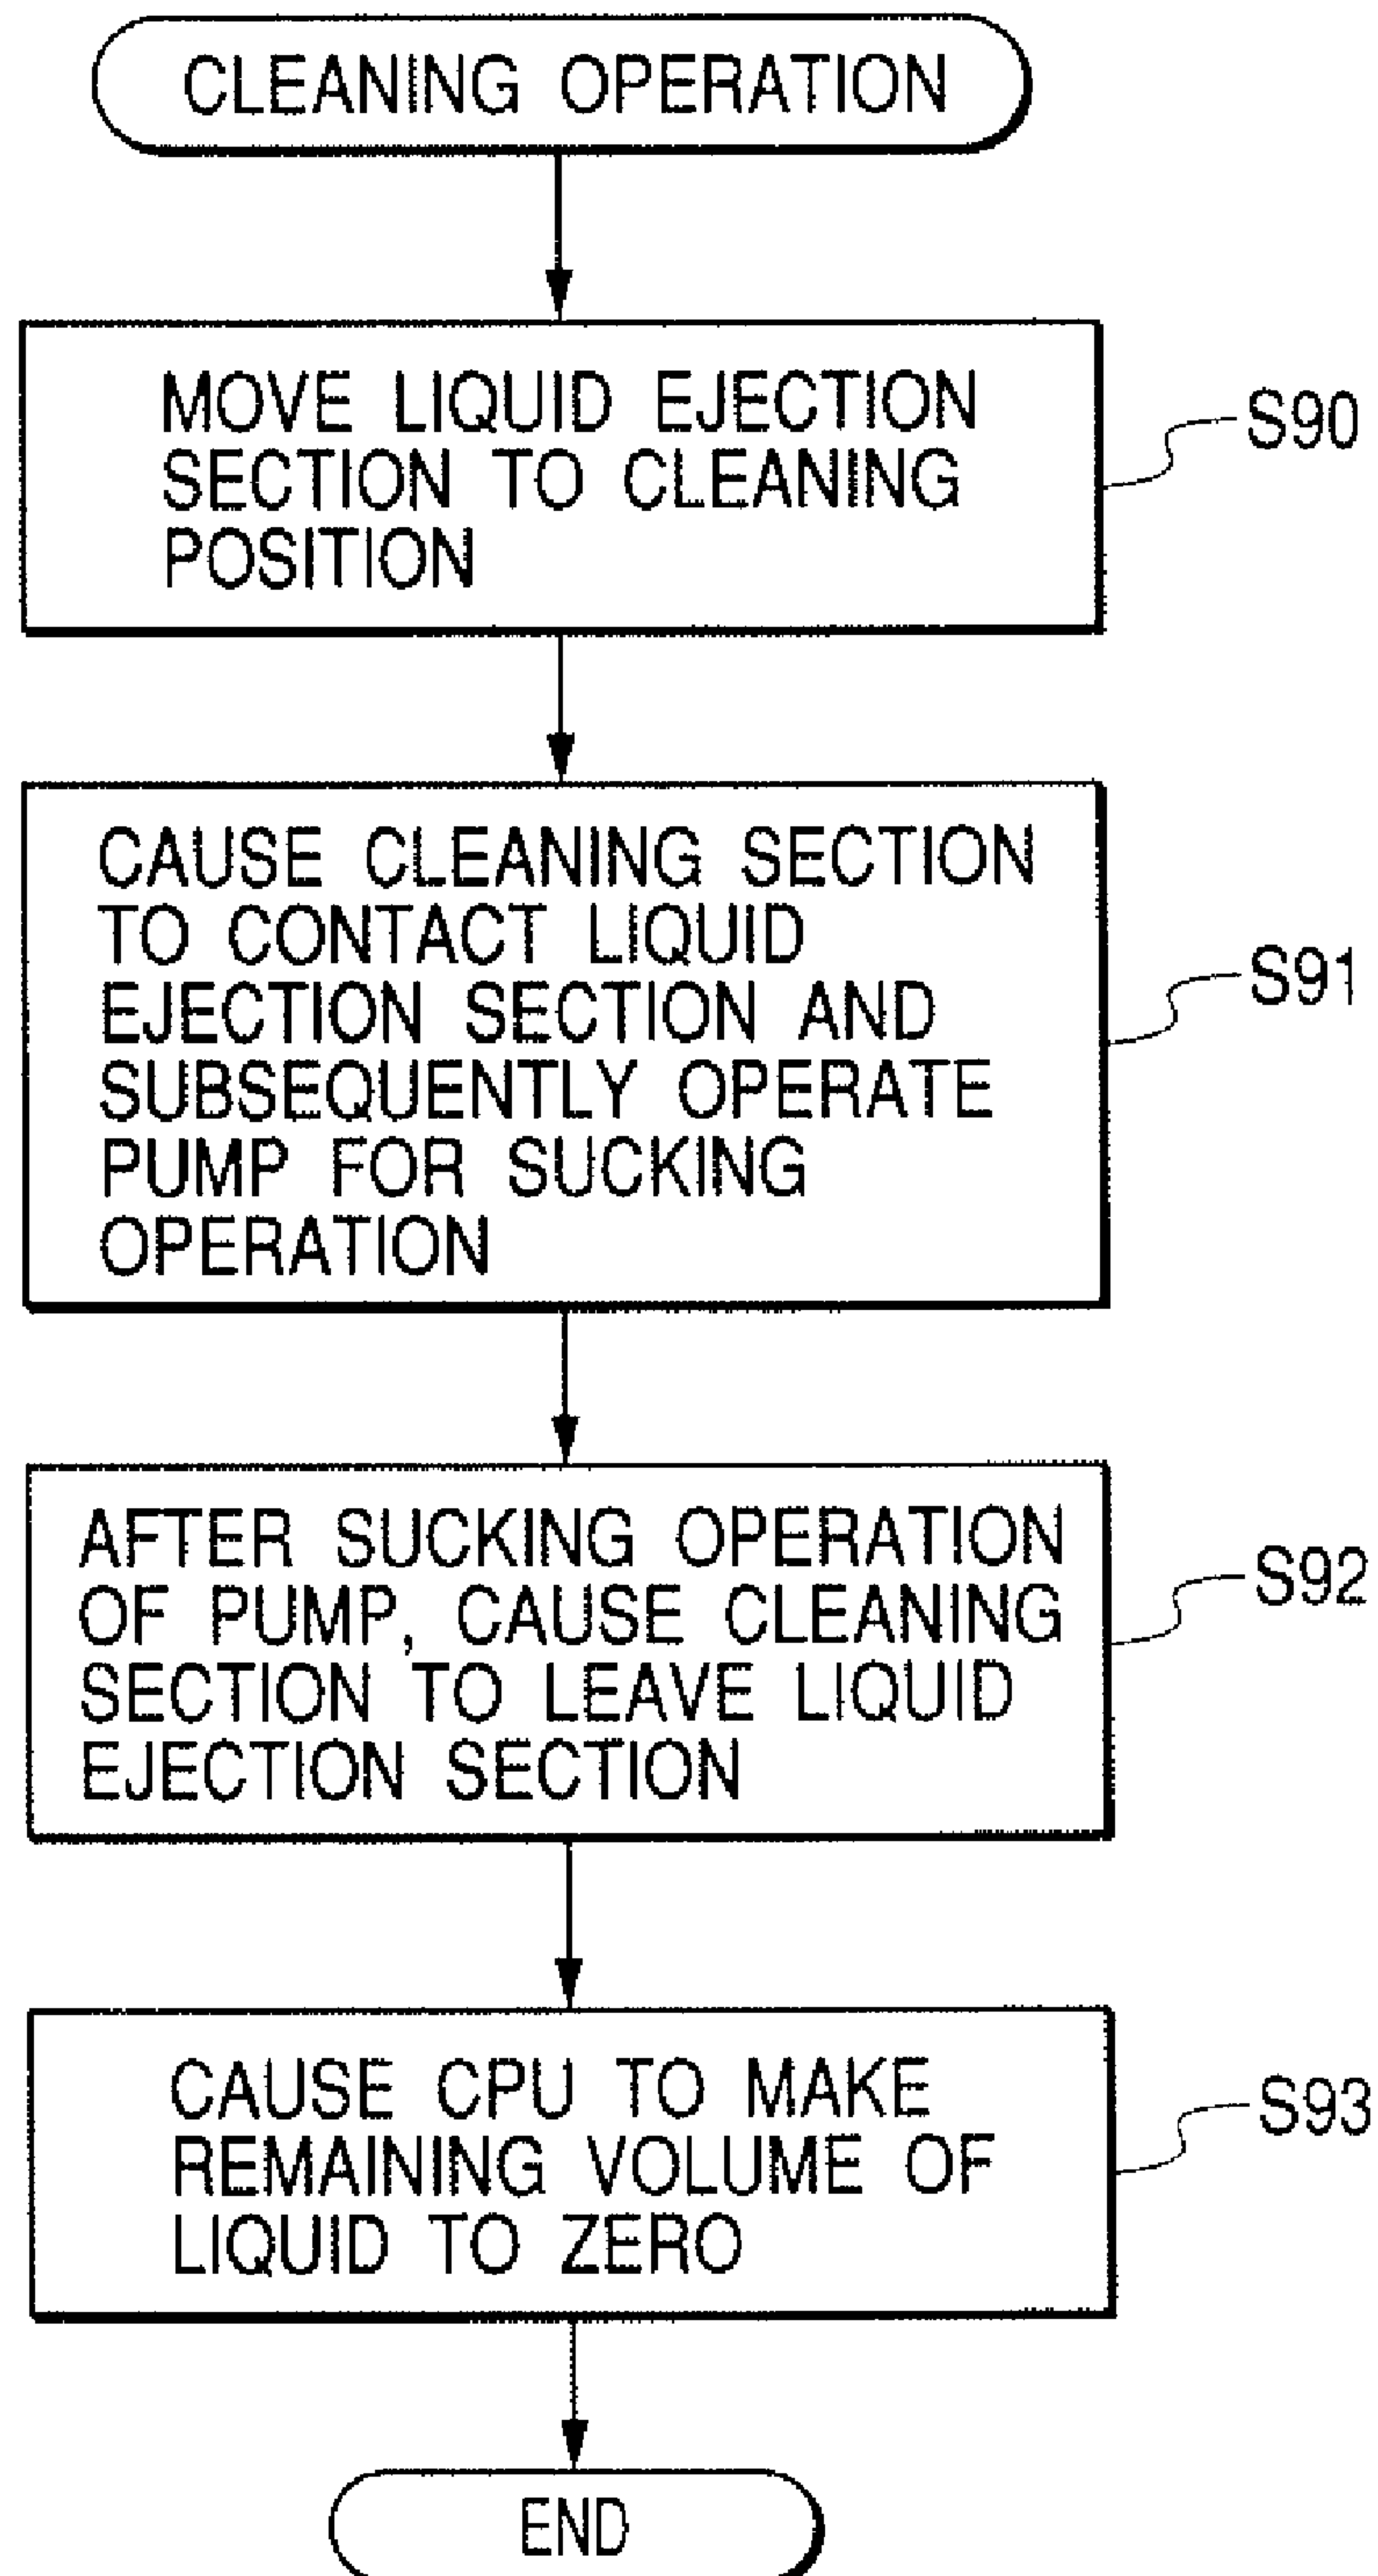 CLEANING OPERATION
MOVE LIQUID EJECTION
SECTION TO CLEANING
POSITION
S90
CAUSE CLEANING SECTION
TO CONTACT LIQUID
EJECTION SECTION AND
SUBSEQUENTLY OPERATE
PUMP FOR SUCKING
OPERATION
S91
AFTER SUCKING OPERATION
OF PUMP, CAUSE CLEANING
SECTION TO LEAVE LIQUID
EJECTION SECTION
S92
CAUSE CPU TO MAKE
REMAINING VOLUME OF
LIQUID TO ZERO
S93
END